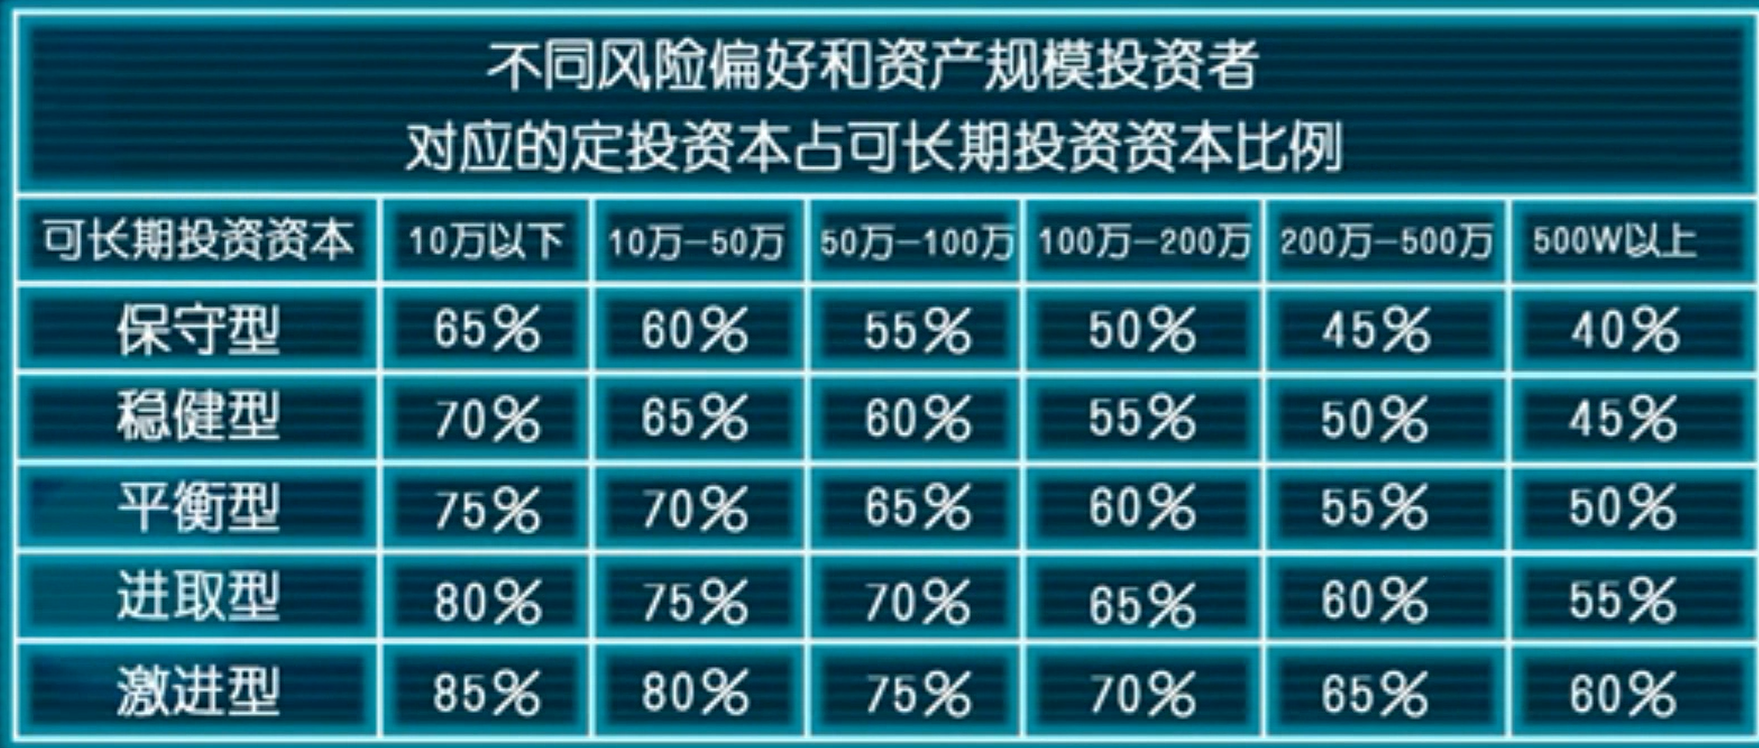 不同风险偏好和资产规模投资者
对应的定投资本占可长期投资资本比例
可长期投资资本 10万以下 10万-50万 50万-100万 100万-200万 200万-500万 500W以上
保守型 65% 60% 55% 50% 45% 40%
稳健型 70% 65% 60% 55% 50% 45%
平衡型 75% 70% 65% 60% 55% 50%
进取型 80% 75% 70% 65% 60% 55%
激进型 85% 80% 75% 70% 65% 60%